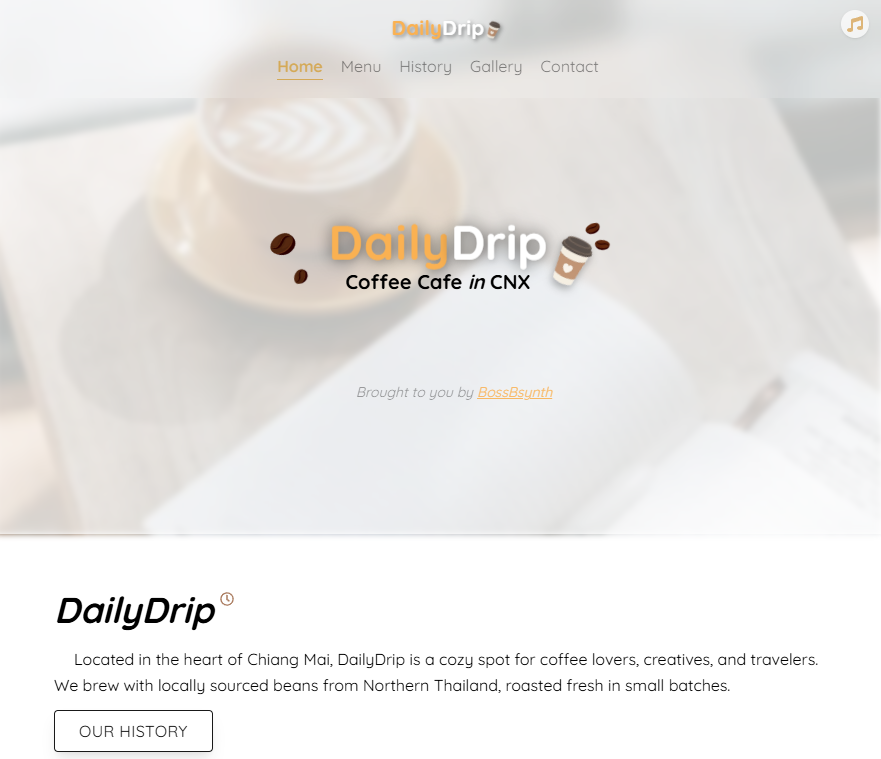 DailyDrip
Home Menu History Gallery Contact
DailyDrip
Coffee Cafe in CNX
Brought to you by BossBsynth
DailyDrip
Located in the heart of Chiang Mai, DailyDrip is a cozy spot for coffee lovers, creatives, and travelers.
We brew with locally sourced beans from Northern Thailand, roasted fresh in small batches.
OUR HISTORY